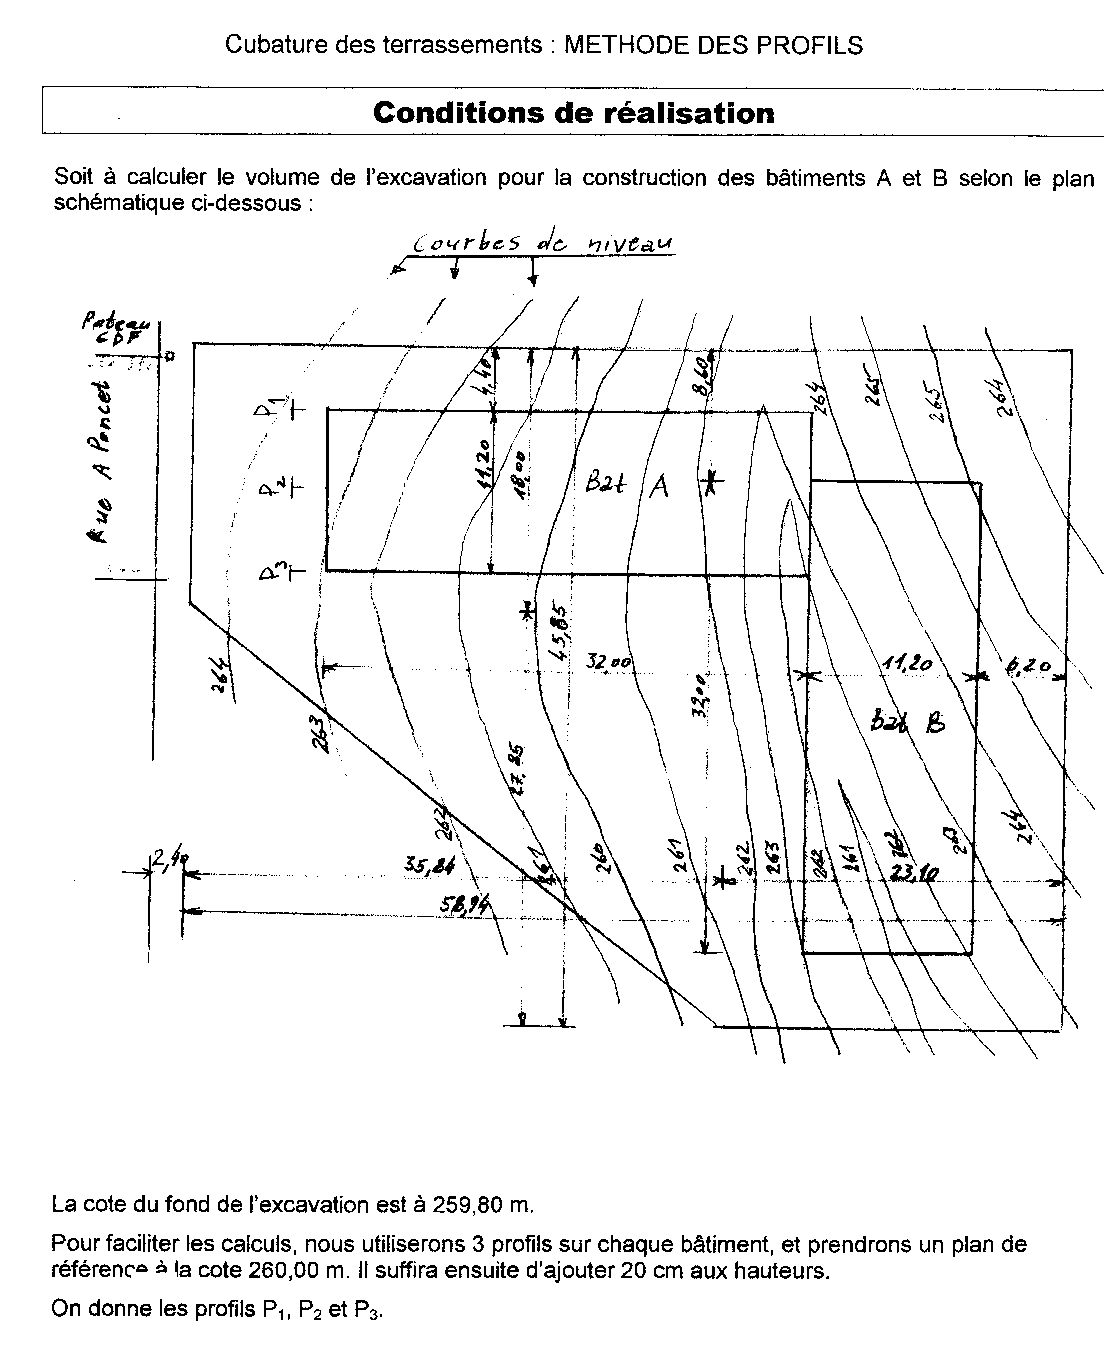 Cubature des terrassements : METHODE DES PROFILS
Conditions de réalisation
Soit à calculer le volume de l'excavation pour la construction des bâtiments A et B selon le plan
schématique ci-dessous :
Courbes de niveau
Poteau
EDF
Rue A Poncet
P1
P2
P3
4,40
11,20
18,00
8,60
Bat A
264
265
265
264
45,85
32,00
32,00
11,20
6,20
Bat B
264
263
262
27,85
261
260
261
262
263
262
261
262
263
264
2,40
35,84
23,10
58,94
La cote du fond de l'excavation est à 259,80 m.
Pour faciliter les calculs, nous utiliserons 3 profils sur chaque bâtiment, et prendrons un plan de
référence à la cote 260,00 m. Il suffira ensuite d'ajouter 20 cm aux hauteurs.
On donne les profils P1, P2 et P3.